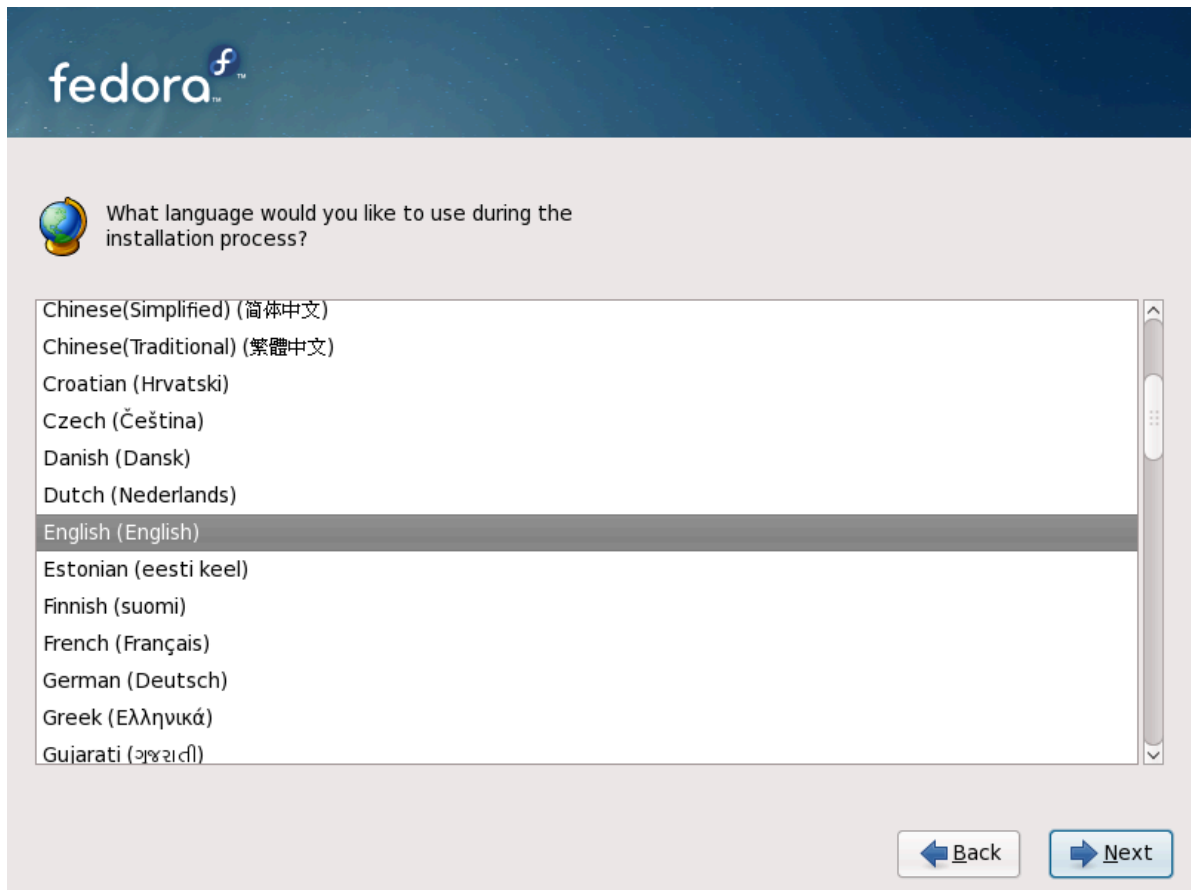 fedora™
What language would you like to use during the
installation process?
Chinese(Simplified) (简体中文)
Chinese(Traditional) (繁體中文)
Croatian (Hrvatski)
Czech (Čeština)
Danish (Dansk)
Dutch (Nederlands)
English (English)
Estonian (eesti keel)
Finnish (suomi)
French (Français)
German (Deutsch)
Greek (Ελληνικά)
Gujarati (ગુજરાતી)
Back
Next